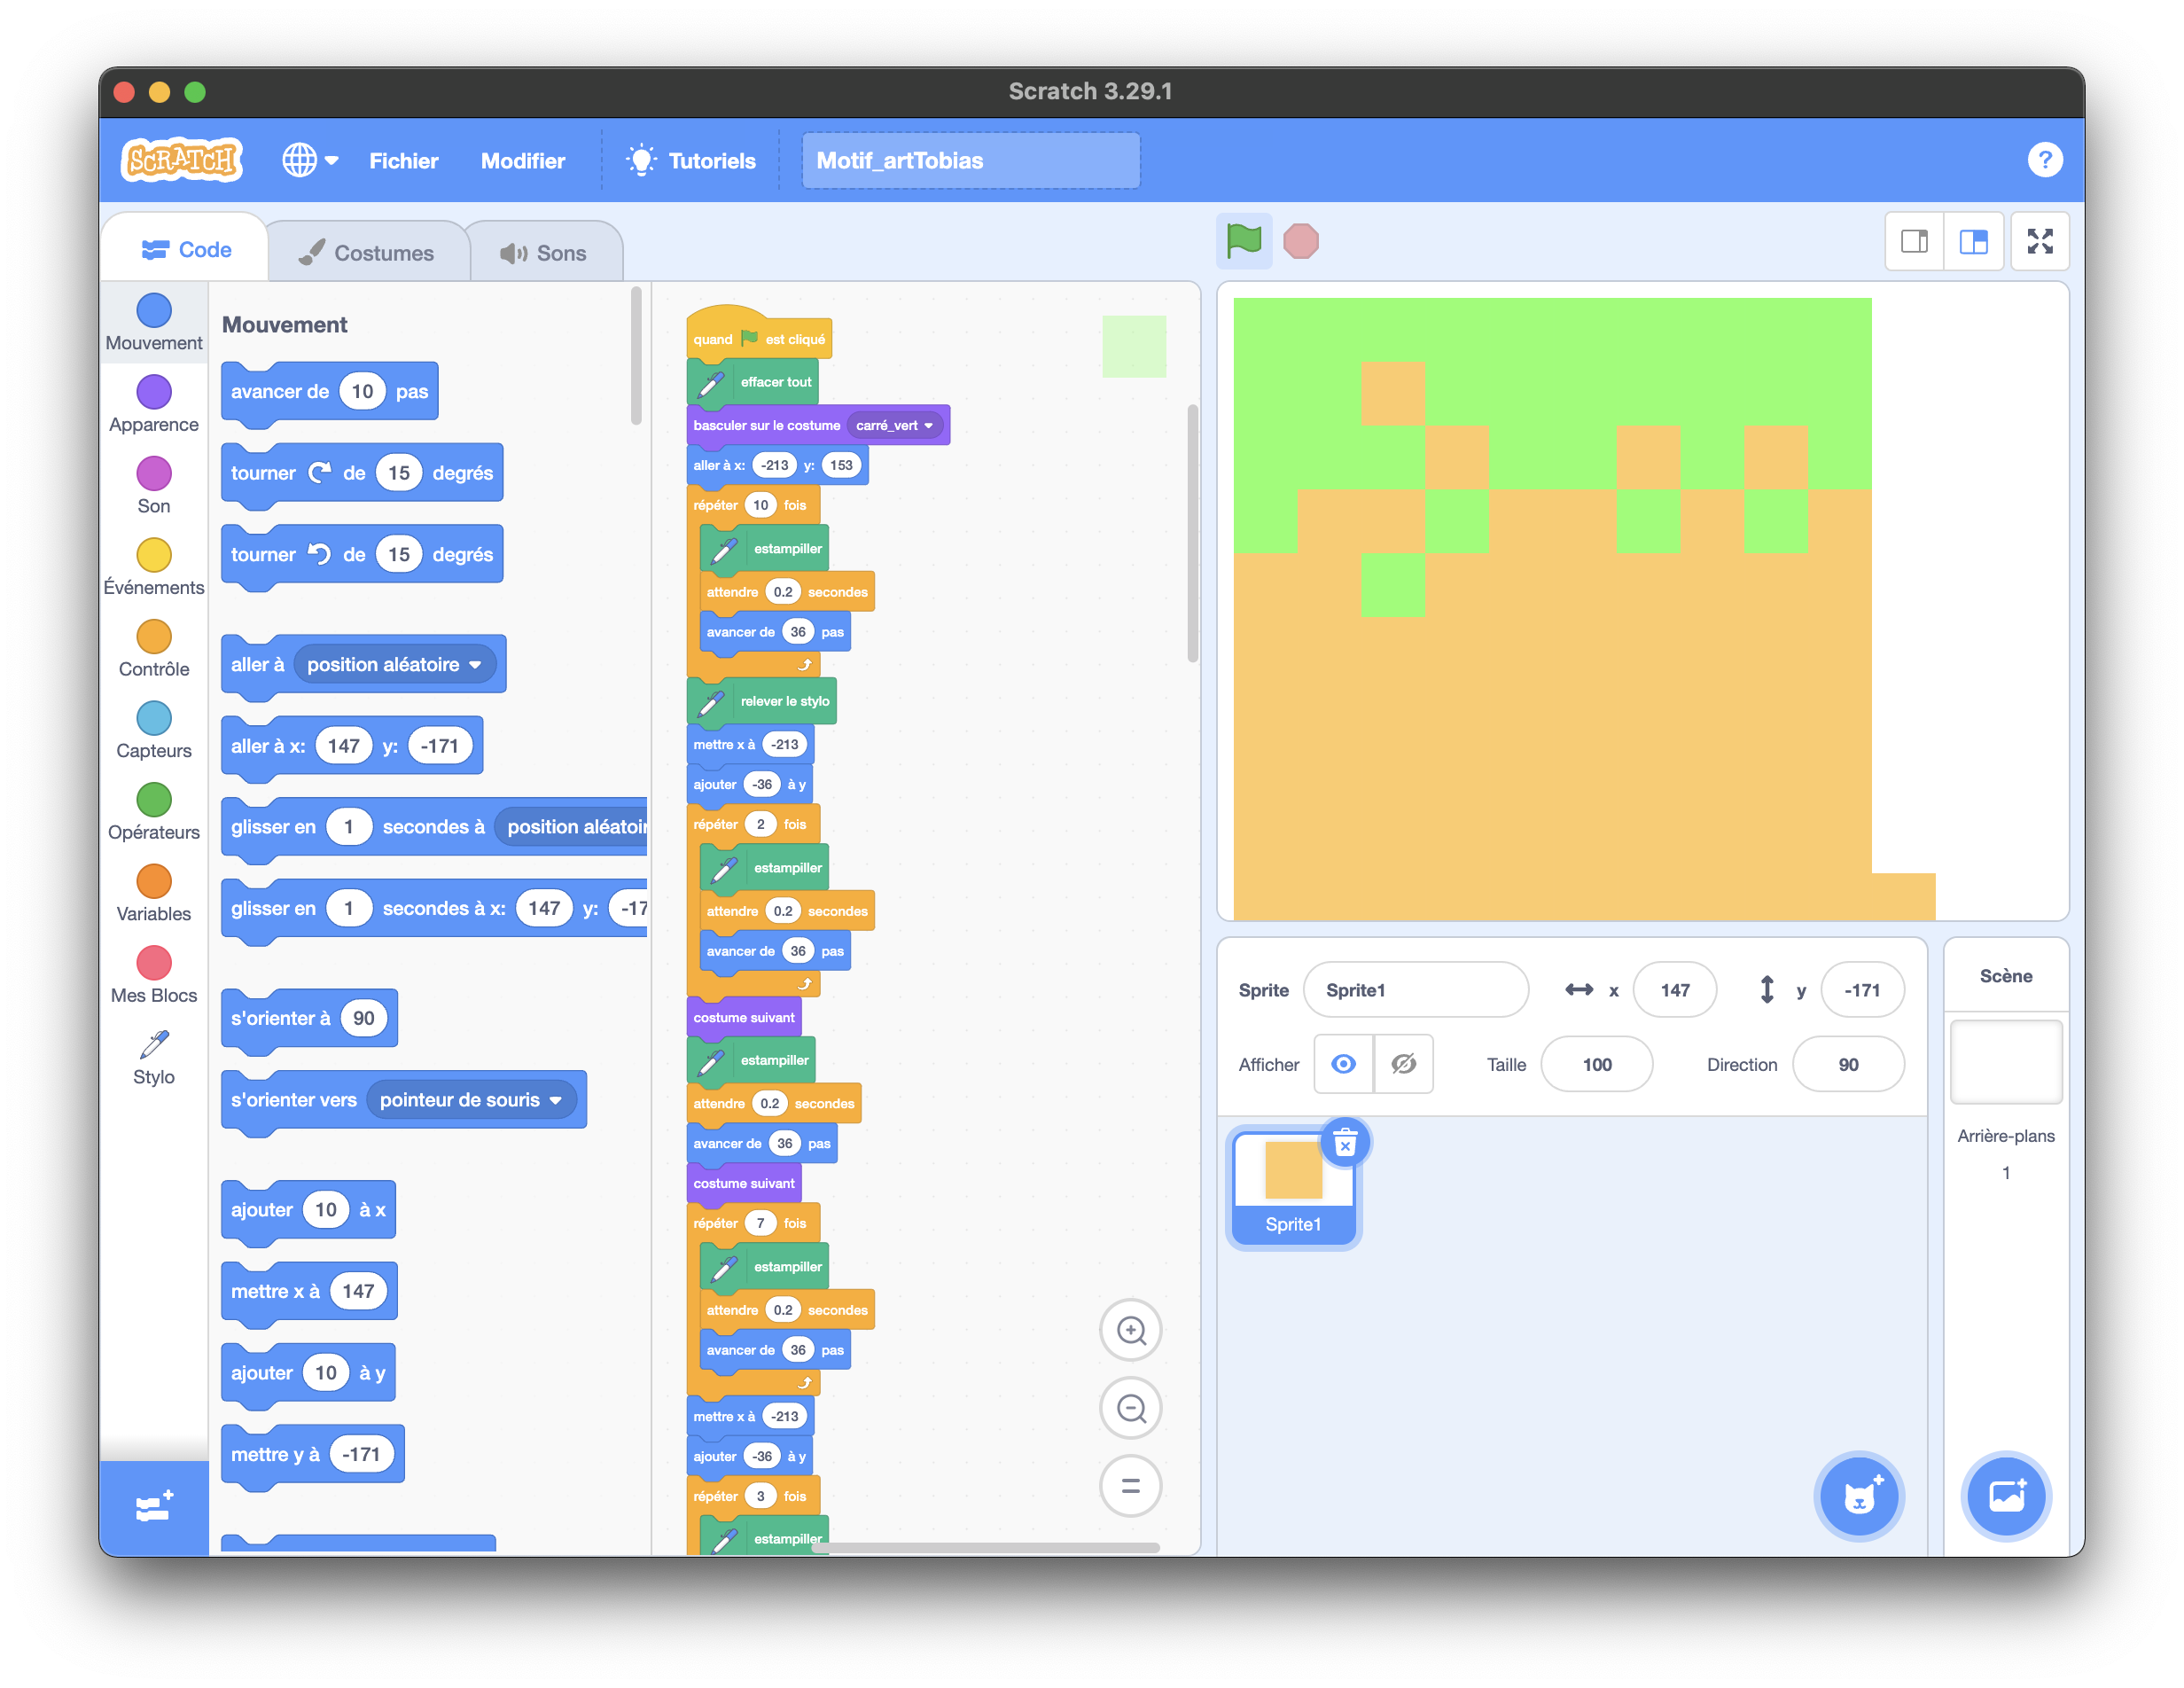 Scratch 3.29.1
SCRATCH
Fichier
Modifier
Tutoriels
Motif_artTobias
?
Code
Costumes
Sons
Mouvement
Apparence
Son
Événements
Contrôle
Capteurs
Opérateurs
Variables
Mes Blocs
Stylo
Mouvement
avancer de 10 pas
tourner de 15 degrés
tourner de 15 degrés
aller à position aléatoire
aller à x: 147 y: -171
glisser en 1 secondes à position aléatoir
glisser en 1 secondes à x: 147 y: -17
s'orienter à 90
s'orienter vers pointeur de souris
ajouter 10 à x
mettre x à 147
ajouter 10 à y
mettre y à -171
quand est cliqué
effacer tout
basculer sur le costume carré_vert
aller à x: -213 y: 153
répéter 10 fois
estampiller
attendre 0.2 secondes
avancer de 36 pas
relever le stylo
mettre x à -213
ajouter -36 à y
répéter 2 fois
estampiller
attendre 0.2 secondes
avancer de 36 pas
costume suivant
estampiller
attendre 0.2 secondes
avancer de 36 pas
costume suivant
répéter 7 fois
estampiller
attendre 0.2 secondes
avancer de 36 pas
mettre x à -213
ajouter -36 à y
répéter 3 fois
estampiller
Sprite Sprite1 x 147 y -171
Afficher Taille 100 Direction 90
Sprite1
Scène
Arrière-plans
1